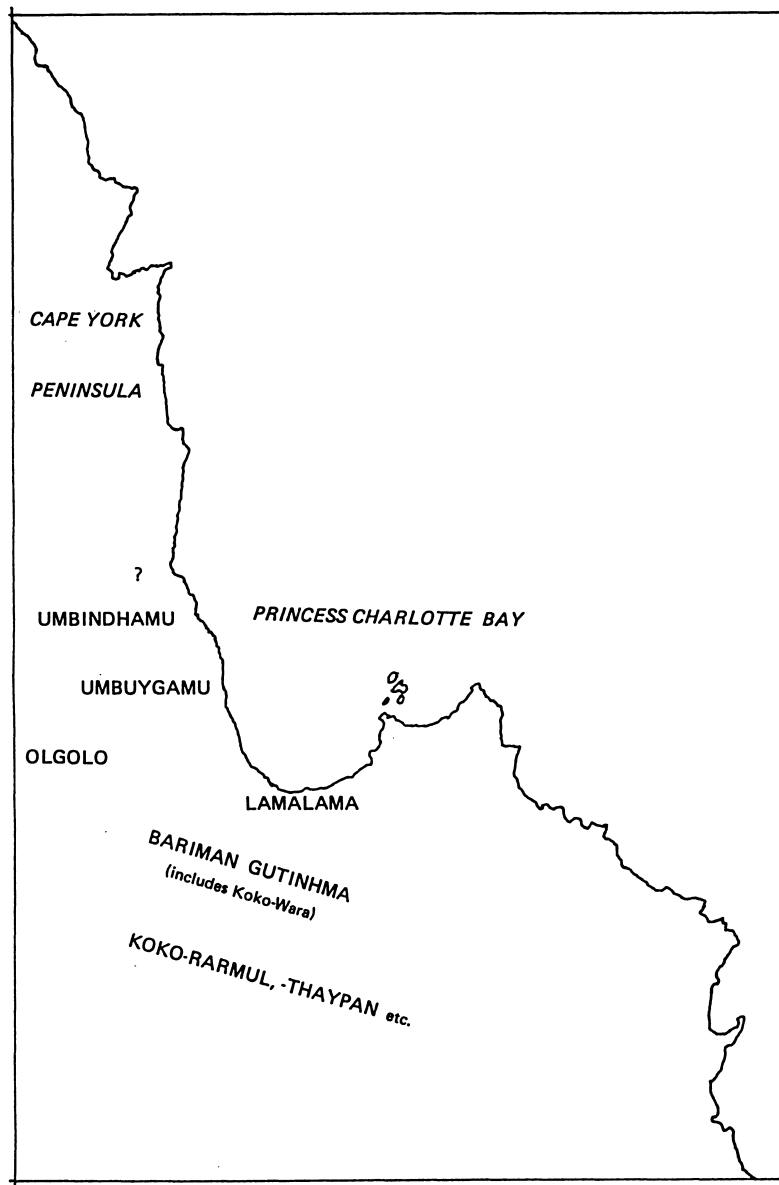 CAPE YORK
PENINSULA
?
UMBINDHAMU
PRINCESS CHARLOTTE BAY
UMBUYGAMU
OLGOLO
LAMALAMA
BARIMAN GUTINHMA
(includes Koko-Wara)
KOKO-RARMUL, -THAYPAN etc.